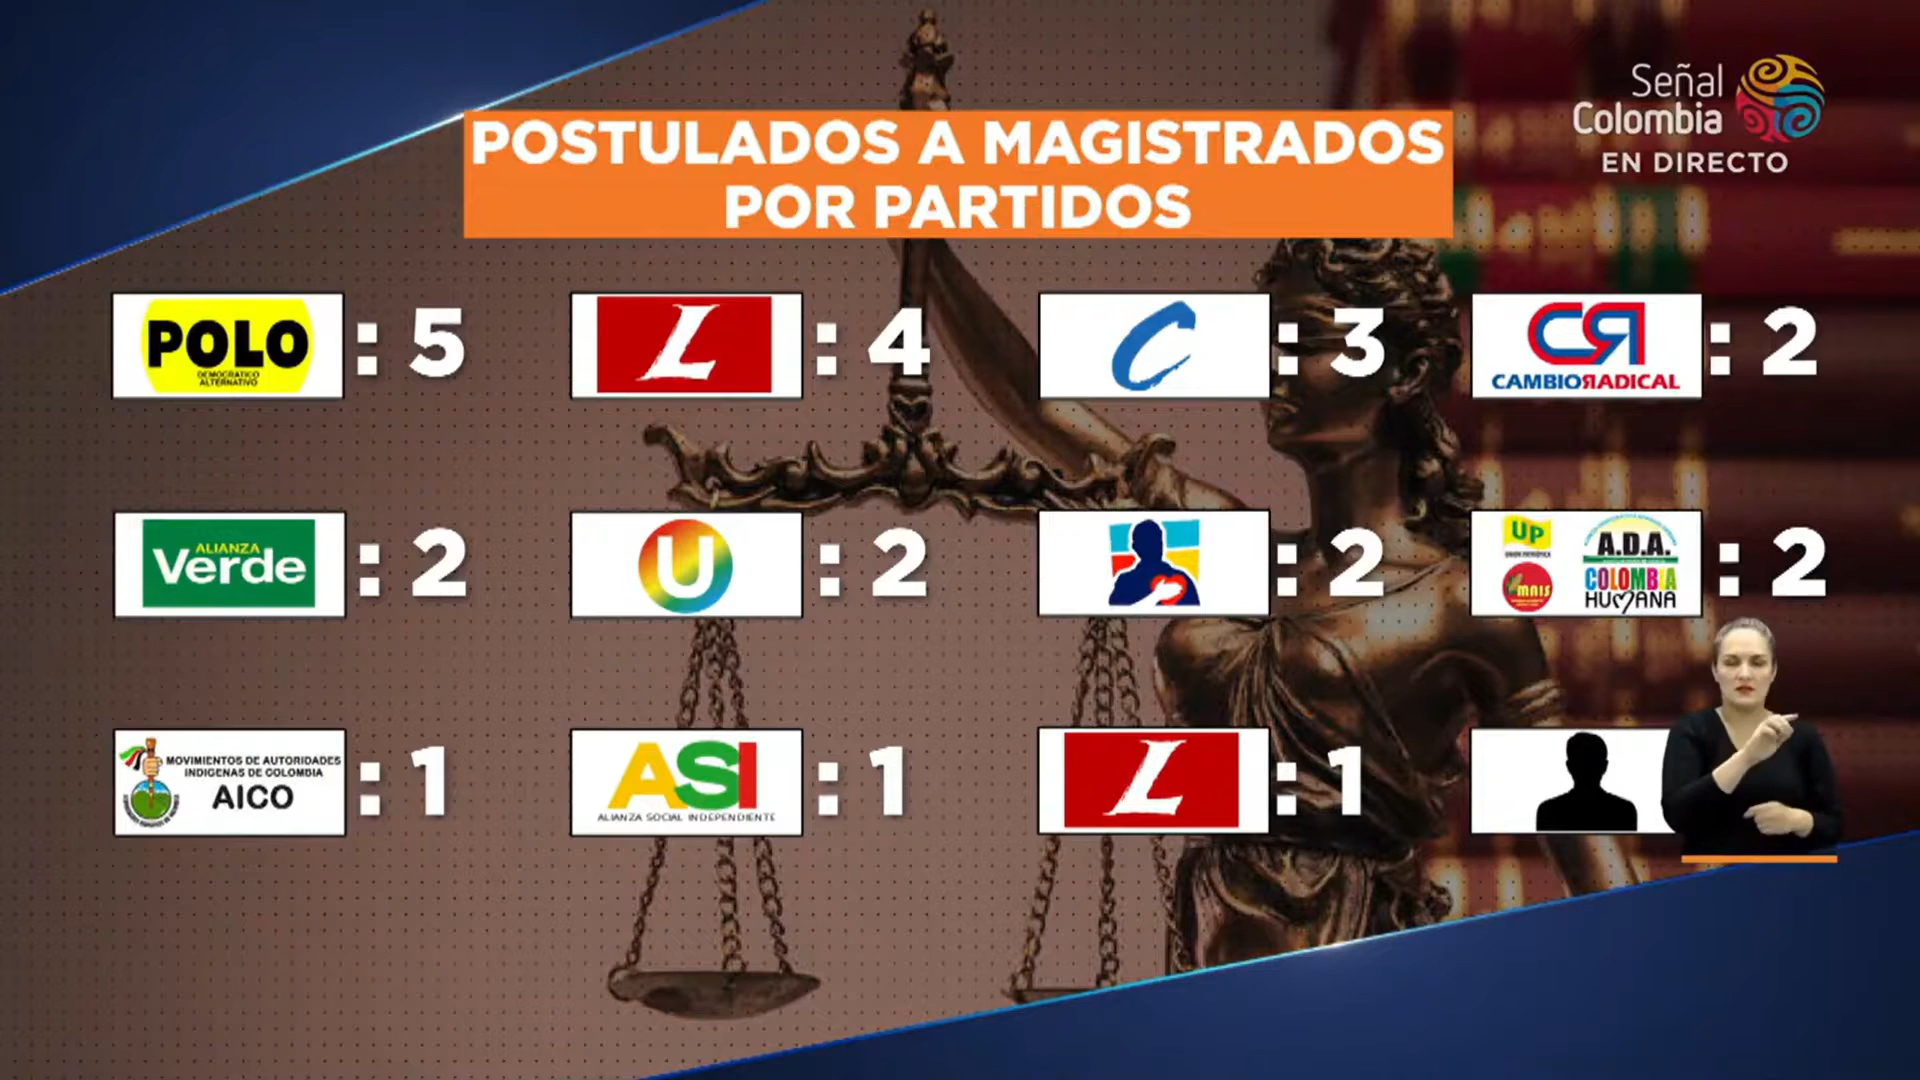 Señal
Colombia
EN DIRECTO
POSTULADOS A MAGISTRADOS
POR PARTIDOS
POLO
DEMOCRÁTICO
ALTERNATIVO
: 5
L
: 4
C
: 3
CR
CAMBIO RADICAL
: 2
ALIANZA
Verde
: 2
U
: 2
: 2
UP
A.D.A.
mais
COLOMBIA
HUMANA
: 2
MOVIMIENTOS DE AUTORIDADES
INDIGENAS DE COLOMBIA
AICO
: 1
ASI
ALIANZA SOCIAL INDEPENDIENTE
: 1
L
: 1